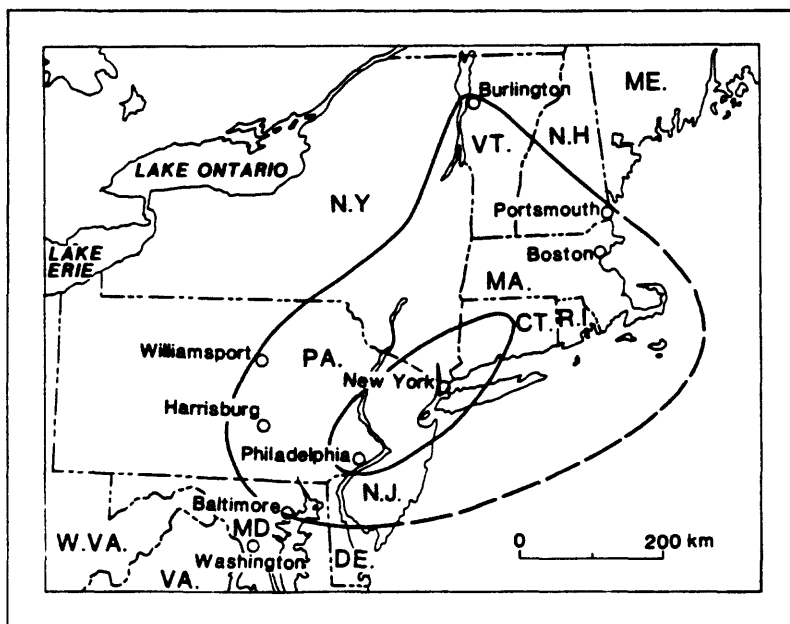 Burlington
ME.
VT.
N.H
LAKE ONTARIO
N.Y
Portsmouth
LAKE
ERIE
Boston
MA.
CT.
R.I.
Williamsport
PA.
New York
Harrisburg
Philadelphia
N.J.
Baltimore
MD
W.VA.
Washington
DE.
VA.
0 200 km